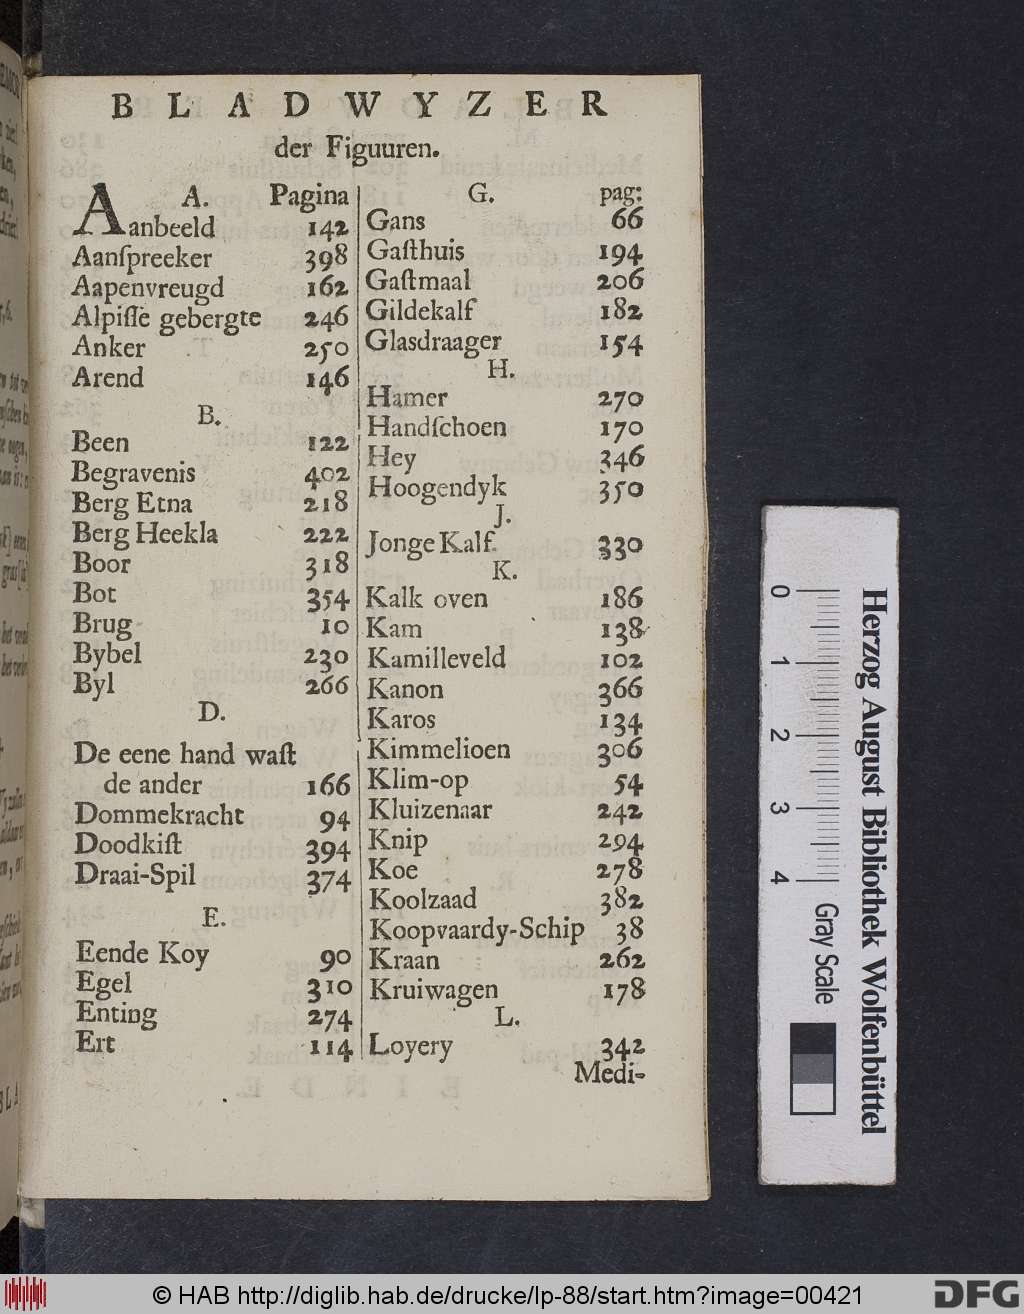 BLADWYZER
der Figuuren.
A. Pagina
Aanbeeld 142
Aanſpreeker 398
Aapenvreugd 162
Alpiſſe gebergte 246
Anker 250
Arend 146
B.
Been 122
Begravenis 402
Berg Etna 218
Berg Heekla 222
Boor 318
Bot 354
Brug 10
Bybel 230
Byl 266
D.
De eene hand waſt
de ander 166
Dommekracht 94
Doodkiſt 394
Draai-Spil 374
E.
Eende Koy 90
Egel 310
Enting 274
Ert 114
G. pag:
Gans 66
Gaſthuis 194
Gaſtmaal 206
Gildekalf 182
Glasdraager 154
H.
Hamer 270
Handſchoen 170
Hey 346
Hoogendyk 350
J.
Jonge Kalf. 330
K.
Kalk oven 186
Kam 138
Kamilleveld 102
Kanon 366
Karos 134
Kimmelioen 306
Klim-op 54
Kluizenaar 242
Knip 294
Koe 278
Koolzaad 382
Koopvaardy-Schip 38
Kraan 262
Kruiwagen 178
L.
Loyery 342
Medi-
0 1 2 3 4 Gray Scale
Herzog August Bibliothek Wolfenbüttel
© HAB http://diglib.hab.de/drucke/lp-88/start.htm?image=00421
DFG